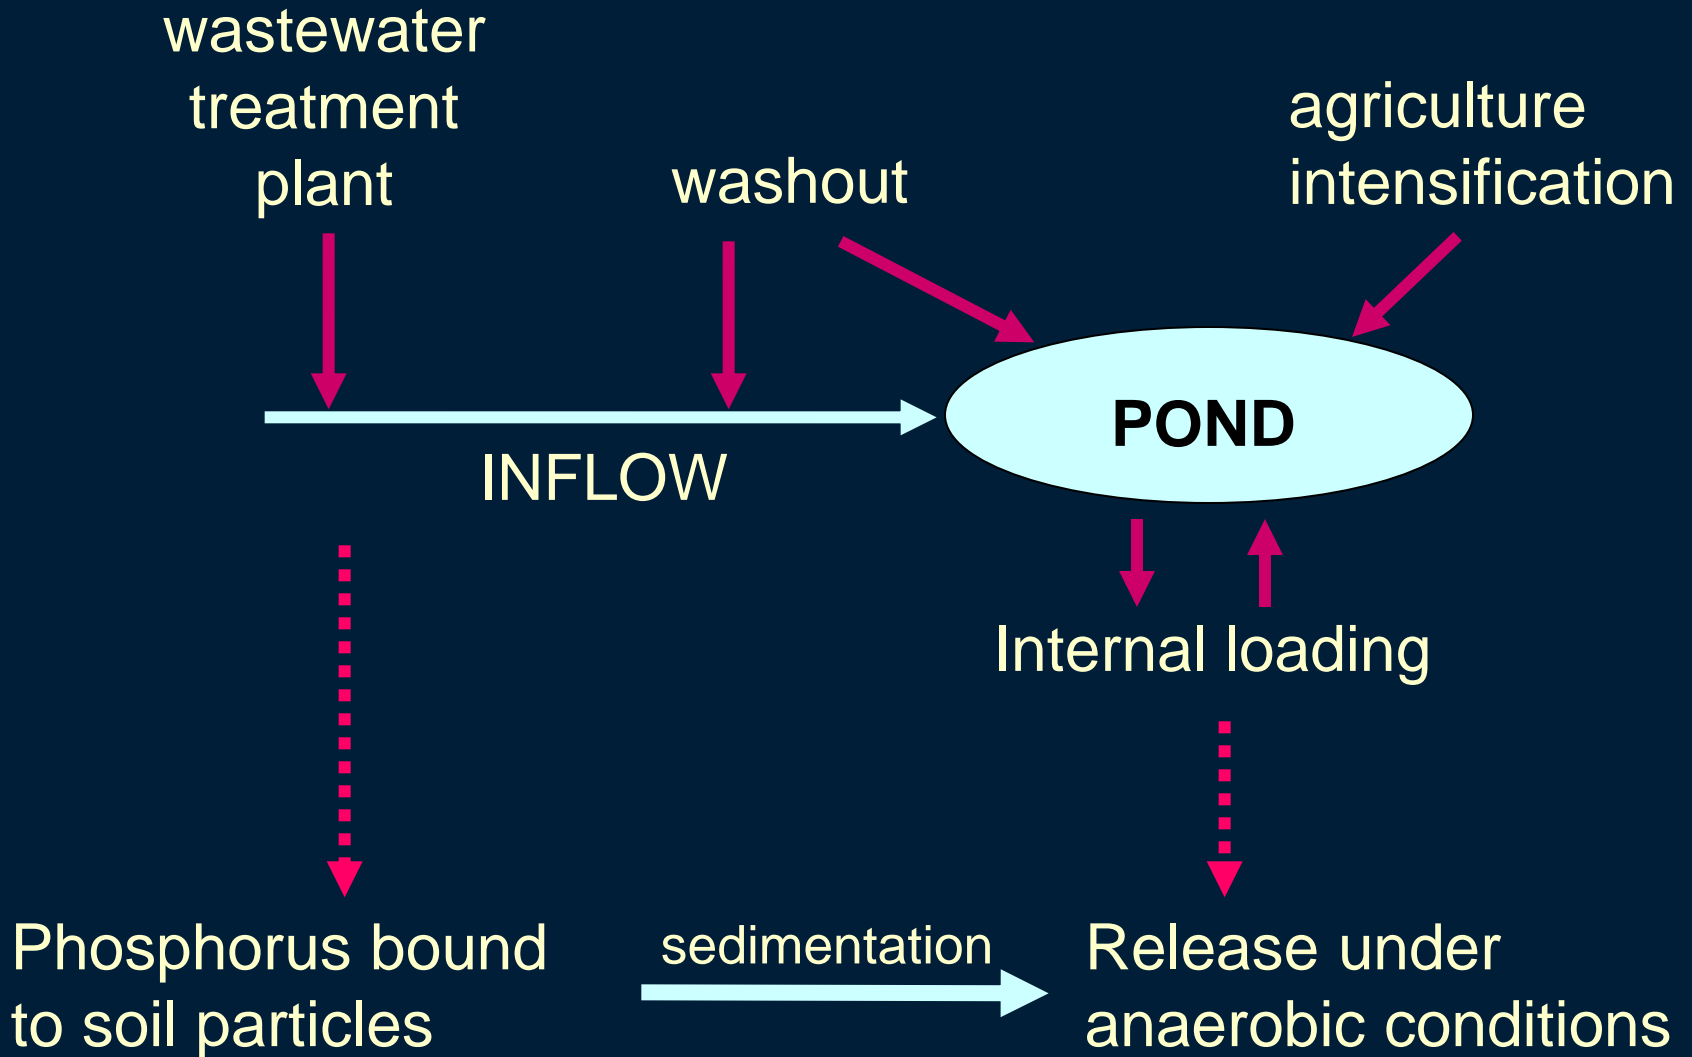 wastewater
treatment
plant
washout
agriculture
intensification
POND
INFLOW
Internal loading
Phosphorus bound
to soil particles
sedimentation
Release under
anaerobic conditions